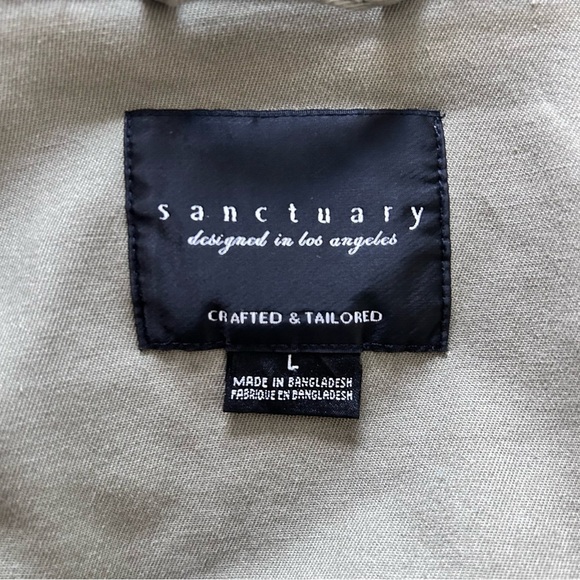 sanctuary
designed in los angeles
CRAFTED & TAILORED
L
MADE IN BANGLADESH
FABRIQUE EN BANGLADESH